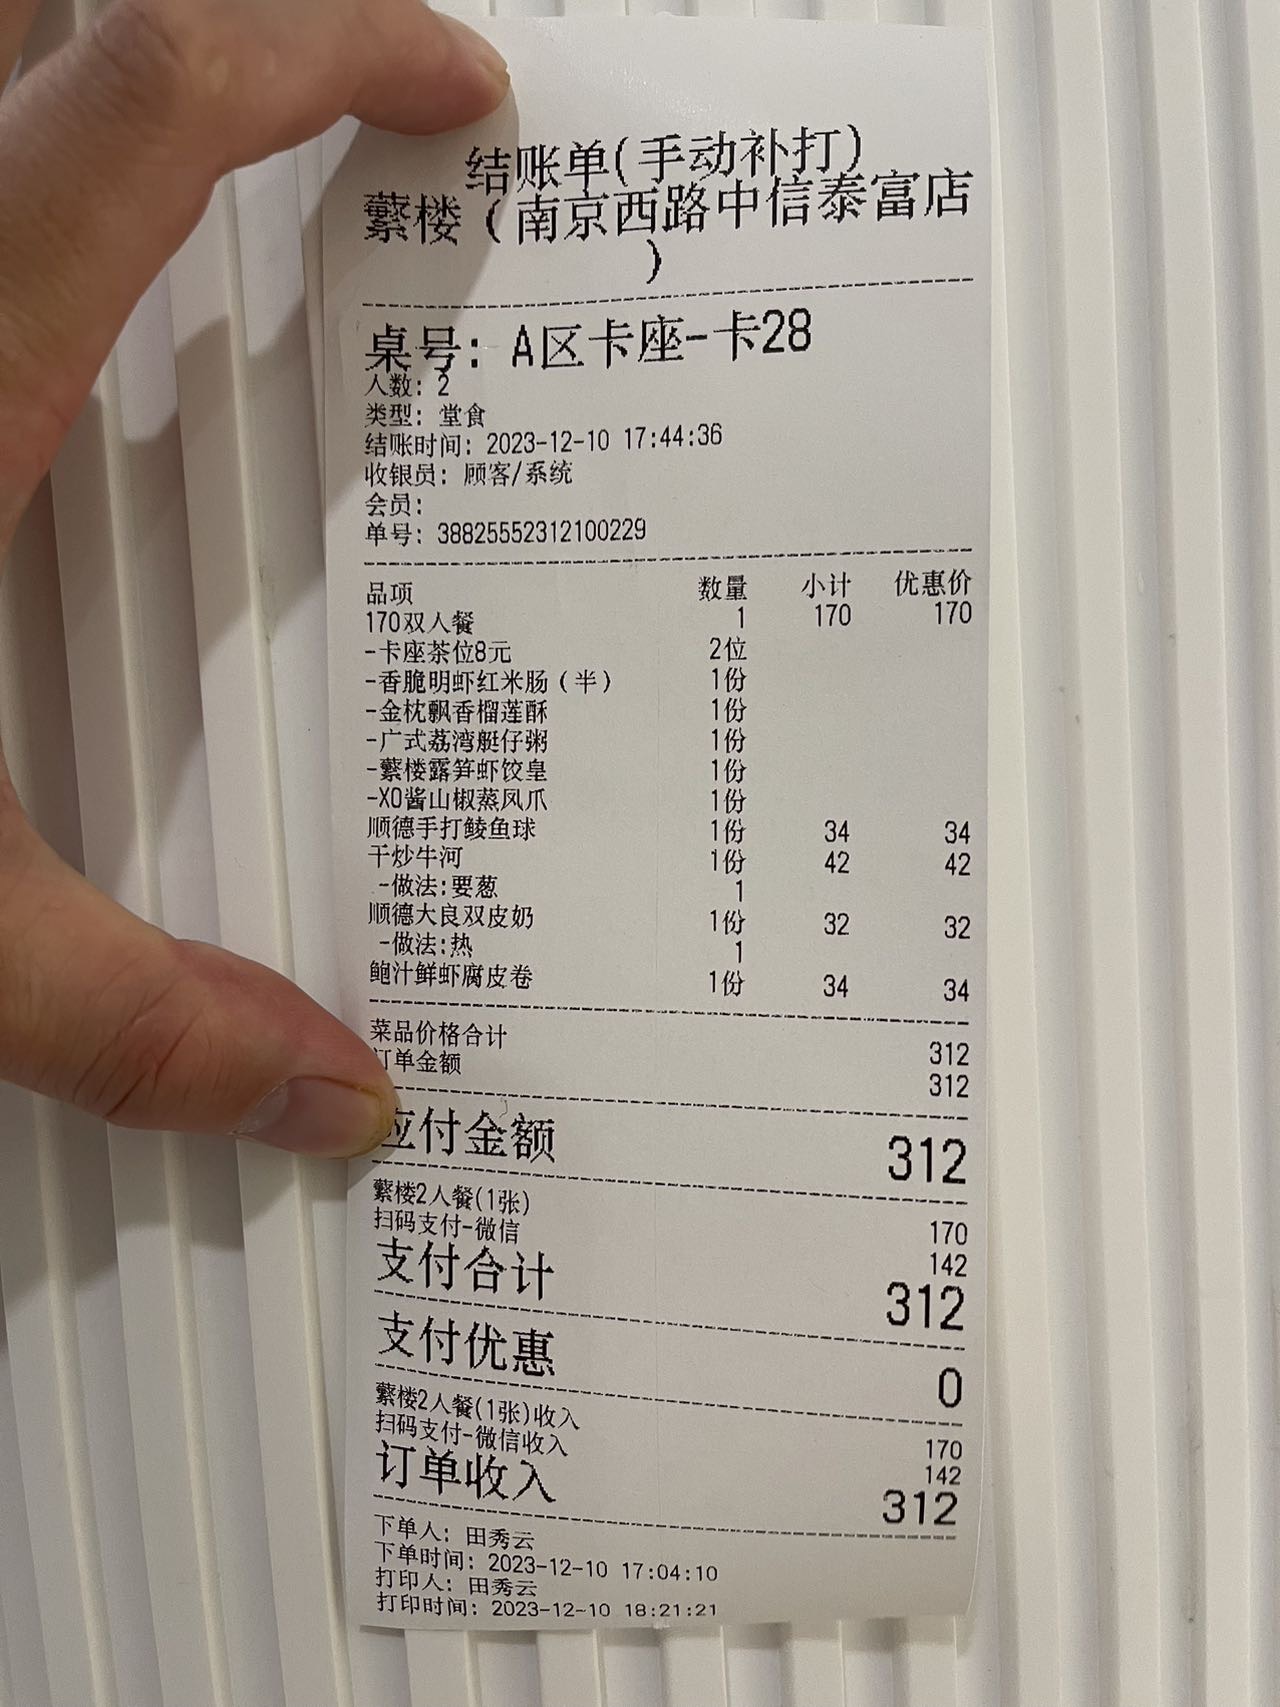 结账单(手动补打)
蘩楼（南京西路中信泰富店
）
桌号: A区卡座-卡28
人数: 2
类型: 堂食
结账时间: 2023-12-10 17:44:36
收银员: 顾客/系统
会员:
单号: 38825552312100229
品项 数量 小计 优惠价
170双人餐 1 170 170
-卡座茶位8元 2位
-香脆明虾红米肠（半） 1份
-金枕飘香榴莲酥 1份
-广式荔湾艇仔粥 1份
-蘩楼露笋虾饺皇 1份
-XO酱山椒蒸凤爪 1份
顺德手打鲮鱼球 1份 34 34
干炒牛河 1份 42 42
-做法:要葱 1
顺德大良双皮奶 1份 32 32
-做法:热 1
鲍汁鲜虾腐皮卷 1份 34 34
菜品价格合计 312
订单金额 312
应付金额 312
蘩楼2人餐(1张) 170
扫码支付-微信 142
支付合计 312
支付优惠 0
蘩楼2人餐(1张)收入 170
扫码支付-微信收入 142
订单收入 312
下单人: 田秀云
下单时间: 2023-12-10 17:04:10
打印人: 田秀云
打印时间: 2023-12-10 18:21:21